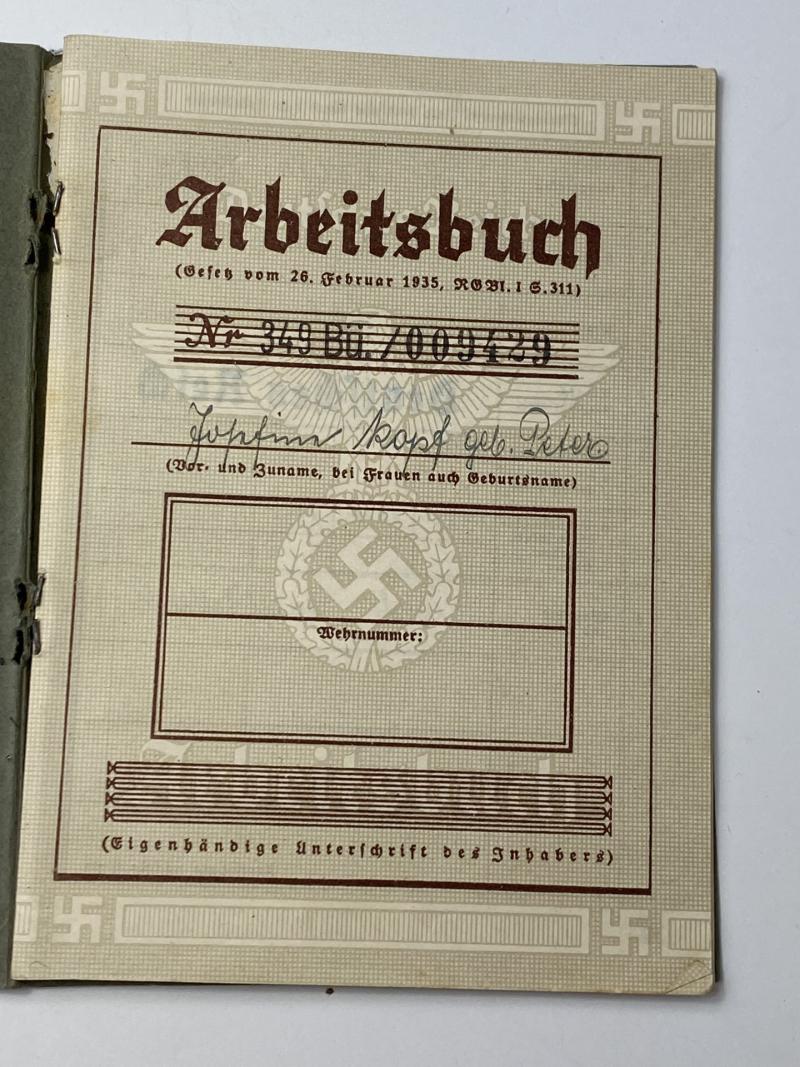 Arbeitsbuch
(Gesetz vom 26. Februar 1935, RGBl. I S. 311)
Nr 349 Bü. /009429
Josefine Kopf geb. Peter
(Vor- und Zuname, bei Frauen auch Geburtsname)
Wehrnummer:
Arbeitsbuch
(Eigenhändige Unterschrift des Inhabers)